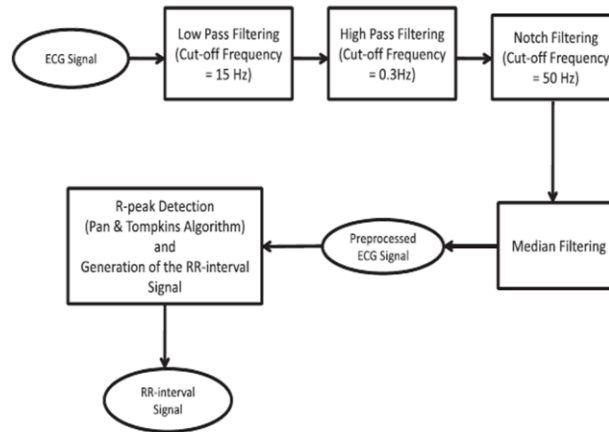 ECG Signal
Low Pass Filtering
(Cut-off Frequency
= 15 Hz)
High Pass Filtering
(Cut-off Frequency
= 0.3Hz)
Notch Filtering
(Cut-off Frequency
= 50 Hz)
Median Filtering
Preprocessed
ECG Signal
R-peak Detection
(Pan & Tompkins Algorithm)
and
Generation of the RR-interval
Signal
RR-interval
Signal